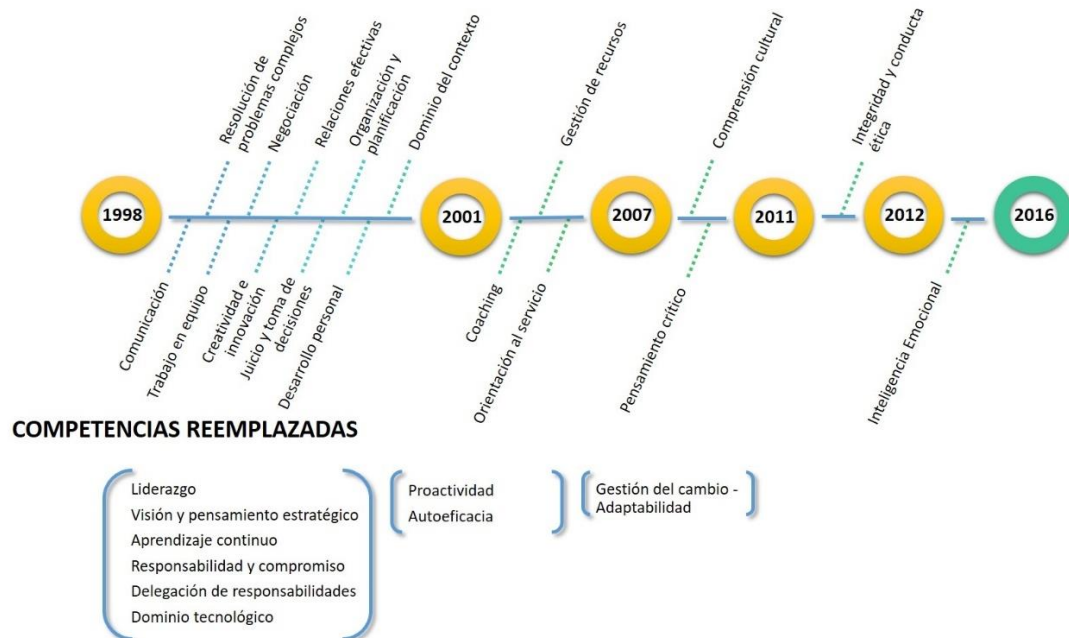 Resolución de
problemas complejos
Negociación
Relaciones efectivas
Organización y
planificación
Dominio del contexto
Gestión de recursos
Comprensión cultural
Integridad y conducta
ética
1998
2001
2007
2011
2012
2016
Comunicación
Trabajo en equipo
Creatividad e
innovación
Juicio y toma de
decisiones
Desarrollo personal
Coaching
Orientación al servicio
Pensamiento crítico
Inteligencia Emocional
COMPETENCIAS REEMPLAZADAS
Liderazgo
Visión y pensamiento estratégico
Aprendizaje continuo
Responsabilidad y compromiso
Delegación de responsabilidades
Dominio tecnológico
Proactividad
Autoeficacia
Gestión del cambio -
Adaptabilidad